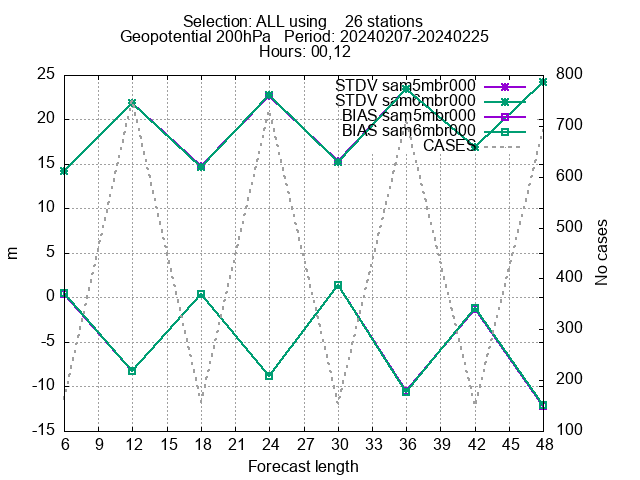 Selection: ALL using    26 stations
Geopotential 200hPa   Period: 20240207-20240225
Hours: 00,12
STDV sam5mbr000
STDV sam6mbr000
BIAS sam5mbr000
BIAS sam6mbr000
CASES
25
20
15
10
5
0
-5
-10
-15
m
800
700
600
500
400
300
200
100
No cases
6 9 12 15 18 21 24 27 30 33 36 39 42 45 48
Forecast length